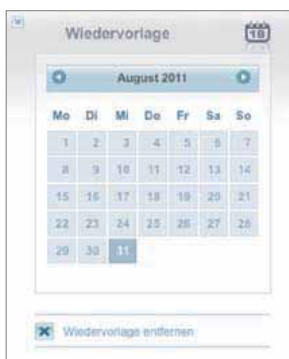 Wiedervorlage
18
August 2011
Mo Di Mi Do Fr Sa So
1 2 3 4 5 6 7
8 9 10 11 12 13 14
15 16 17 18 19 20 21
22 23 24 25 26 27 28
29 30 31
Wiedervorlage entfernen